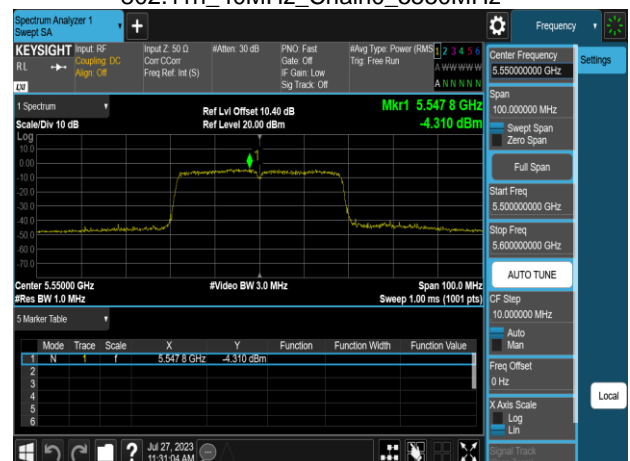 Spectrum Analyzer 1
Swept SA
+
Frequency
KEYSIGHT
RL
LXI
Input: RF
Coupling: DC
Align: Off
Input Z: 50 Ω
Corr CCorr
Freq Ref: Int (S)
#Atten: 30 dB
PNO: Fast
Gate: Off
IF Gain: Low
Sig Track: Off
#Avg Type: Power (RMS
Trig: Free Run
1 2 3 4 5 6
A W W W W W
A N N N N N
1 Spectrum
Scale/Div 10 dB
Log
Ref Lvl Offset 10.40 dB
Ref Level 20.00 dBm
Mkr1 5.547 8 GHz
-4.310 dBm
10.0
0.00
-10.0
-20.0
-30.0
-40.0
-50.0
-60.0
-70.0
1
Center 5.55000 GHz
#Res BW 1.0 MHz
#Video BW 3.0 MHz
Span 100.0 MHz
Sweep 1.00 ms (1001 pts)
5 Marker Table
Mode Trace Scale X Y Function Function Width Function Value
1 N 1 f 5.547 8 GHz -4.310 dBm
2
3
4
5
6
Center Frequency
5.550000000 GHz
Settings
Span
100.000000 MHz
Swept Span
Zero Span
Full Span
Start Freq
5.500000000 GHz
Stop Freq
5.600000000 GHz
AUTO TUNE
CF Step
10.000000 MHz
Auto
Man
Freq Offset
0 Hz
X Axis Scale
Log
Lin
Local
Signal Track
?
Jul 27, 2023
11:31:04 AM